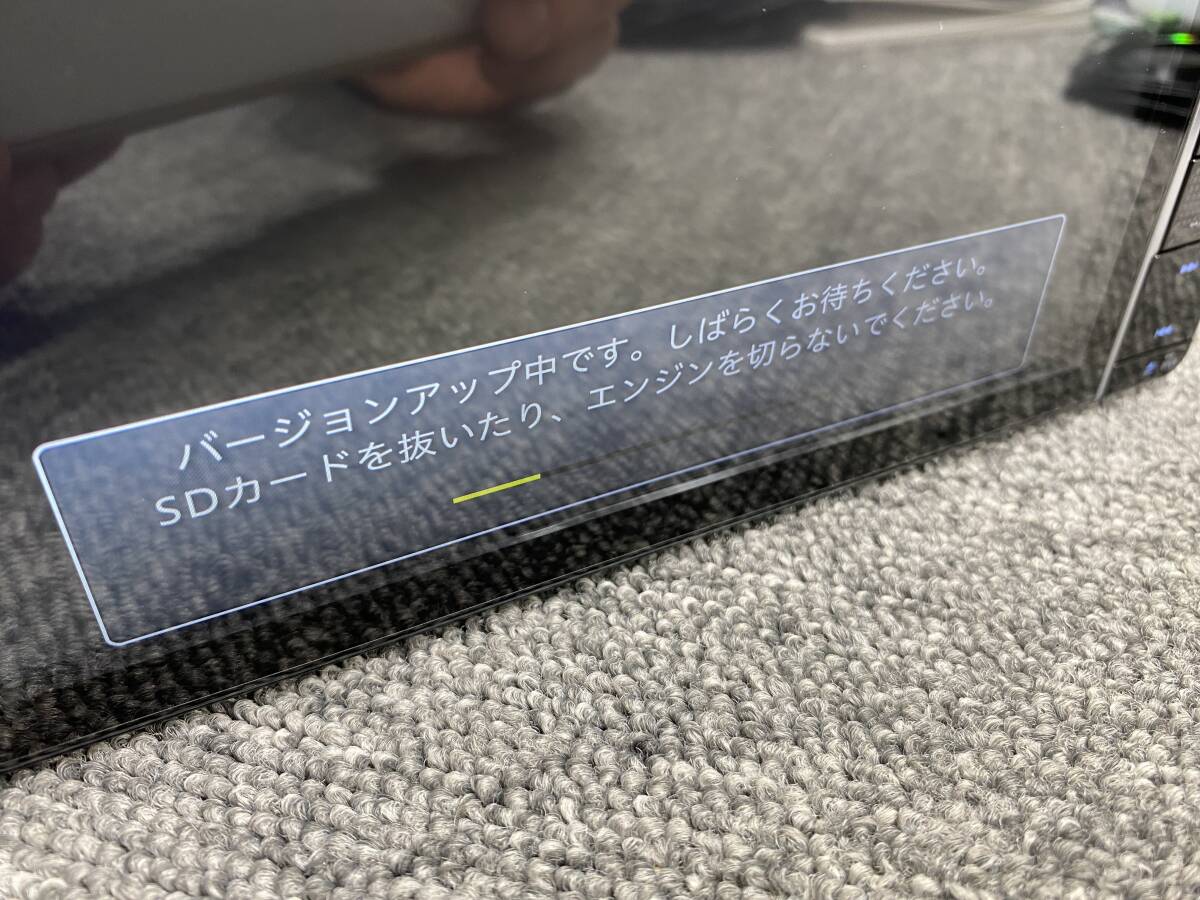 バージョンアップ中です。しばらくお待ちください。
SDカードを抜いたり、エンジンを切らないでください。